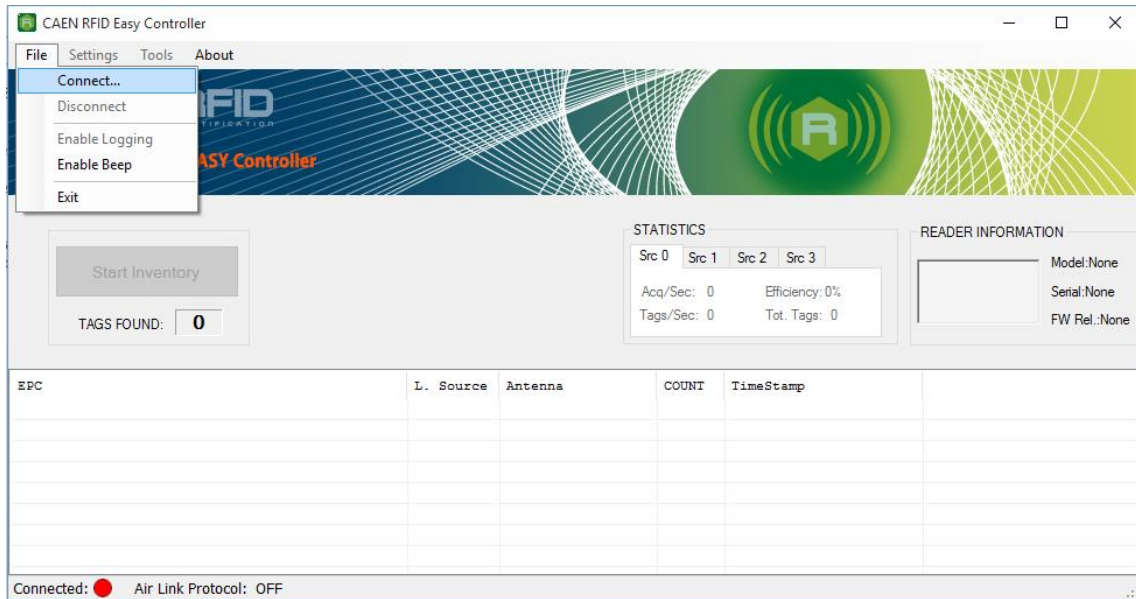 CAEN RFID Easy Controller
File Settings Tools About
Connect...
Disconnect
Enable Logging
Enable Beep
Exit
RFID
EASY Controller
R
Start Inventory
TAGS FOUND: 0
STATISTICS
Src 0 Src 1 Src 2 Src 3
Acq/Sec: 0 Efficiency: 0%
Tags/Sec: 0 Tot. Tags: 0
READER INFORMATION
Model:None
Serial:None
FW Rel.:None
EPC L. Source Antenna COUNT TimeStamp
Connected: Air Link Protocol: OFF